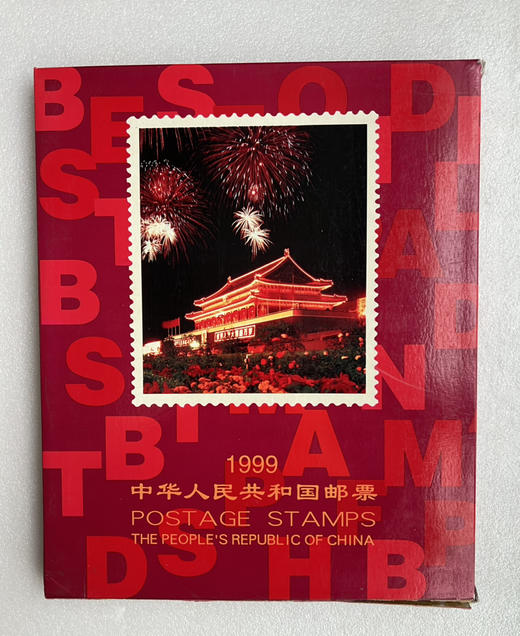 1999
中华人民共和国邮票
POSTAGE STAMPS
THE PEOPLE'S REPUBLIC OF CHINA